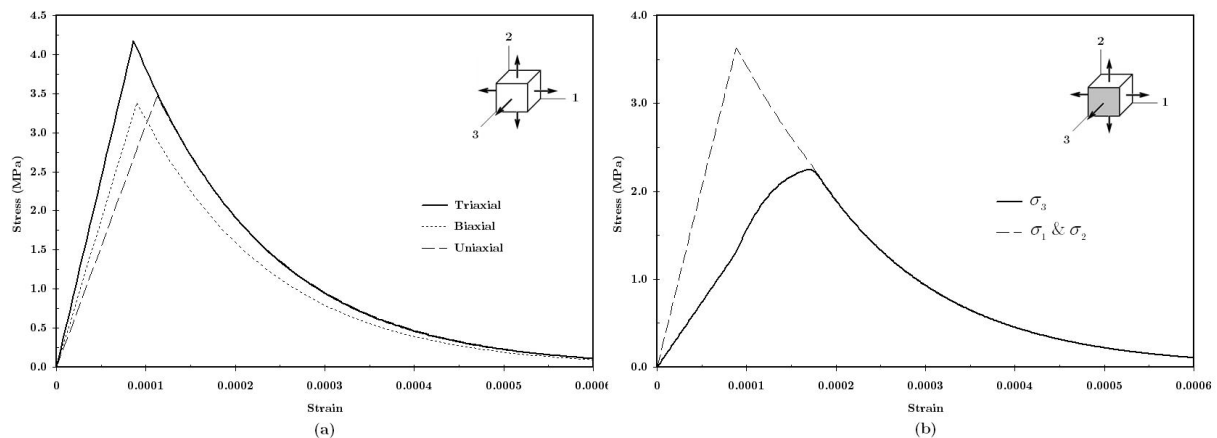 4.5
4.0
3.5
3.0
2.5
2.0
1.5
1.0
0.5
0.0
Stress (MPa)
0 0.0001 0.0002 0.0003 0.0004 0.0005 0.0006
Strain
2
1
3
Triaxial
Biaxial
Uniaxial
(a)
4.0
3.0
2.0
1.0
0.0
Stress (MPa)
0 0.0001 0.0002 0.0003 0.0004 0.0005 0.0006
Strain
2
1
3
σ3
σ1 & σ2
(b)